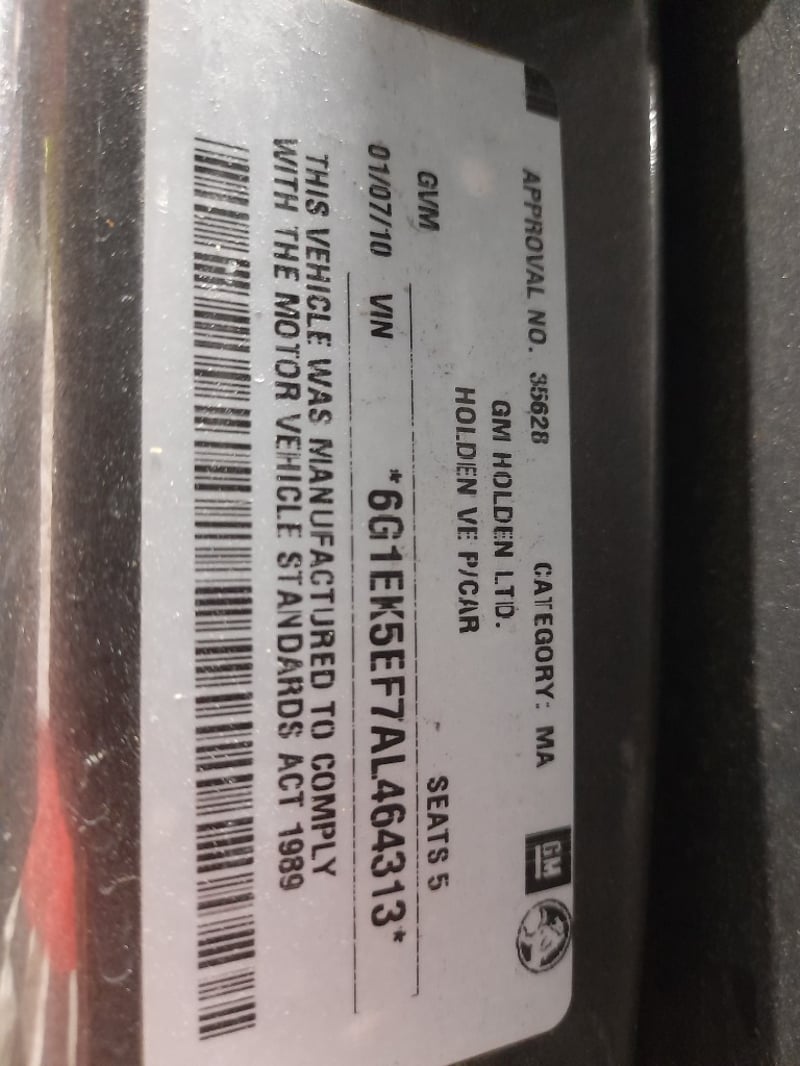 APPROVAL NO. 35628 CATEGORY: MA GM
GM HOLDEN LTD.
HOLDEN VE P/CAR
GVM SEATS 5
01/07/10 VIN *6G1EK5EF7AL464313*
THIS VEHICLE WAS MANUFACTURED TO COMPLY
WITH THE MOTOR VEHICLE STANDARDS ACT 1989